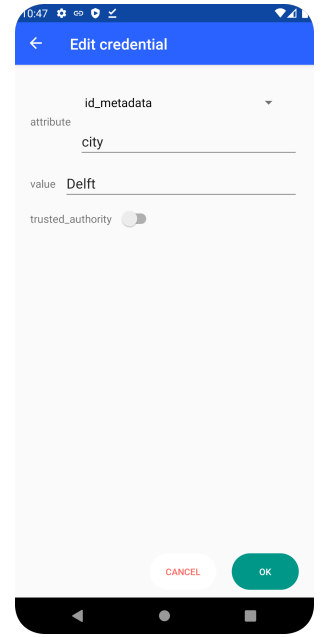 10:47
Edit credential
id_metadata
attribute
city
value Delft
trusted_authority
CANCEL
OK